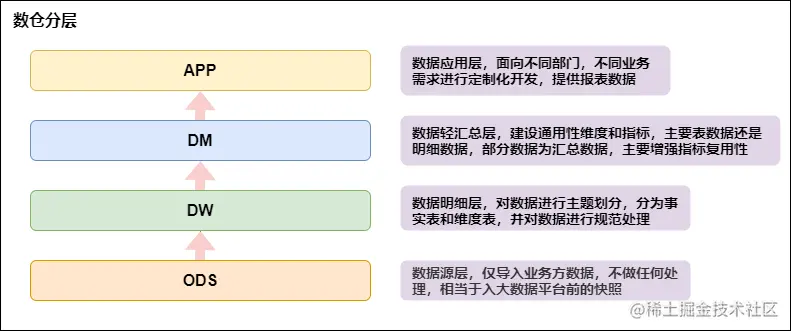 数仓分层
APP
数据应用层，面向不同部门，不同业务
需求进行定制化开发，提供报表数据
DM
数据轻汇总层，建设通用性维度和指标，主要表数据还是
明细数据，部分数据为汇总数据，主要增强指标复用性
DW
数据明细层，对数据进行主题划分，分为事
实表和维度表，并对数据进行规范处理
ODS
数据源层，仅导入业务方数据，不做任何处
理，相当于入大数据平台前的快照
@稀土掘金技术社区